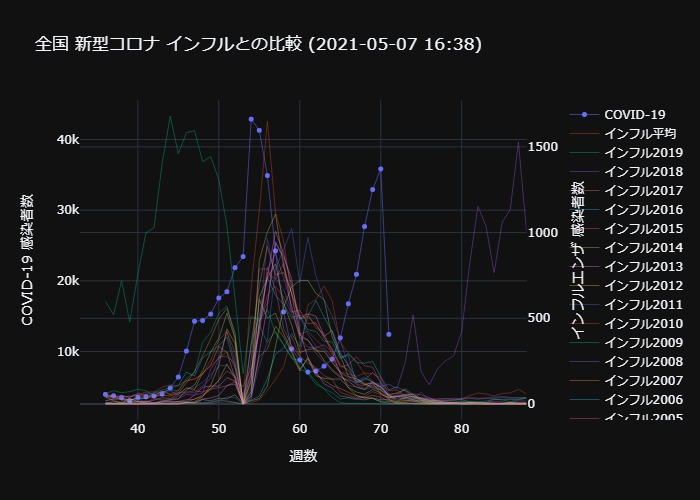 全国 新型コロナ インフルとの比較 (2021-05-07 16:38)
COVID-19 感染者数
40k
30k
20k
10k
40
50
60
70
80
週数
1500
1000
500
0
インフルエンザ 感染者数
COVID-19
インフル平均
インフル2019
インフル2018
インフル2017
インフル2016
インフル2015
インフル2014
インフル2013
インフル2012
インフル2011
インフル2010
インフル2009
インフル2008
インフル2007
インフル2006
インフル2005